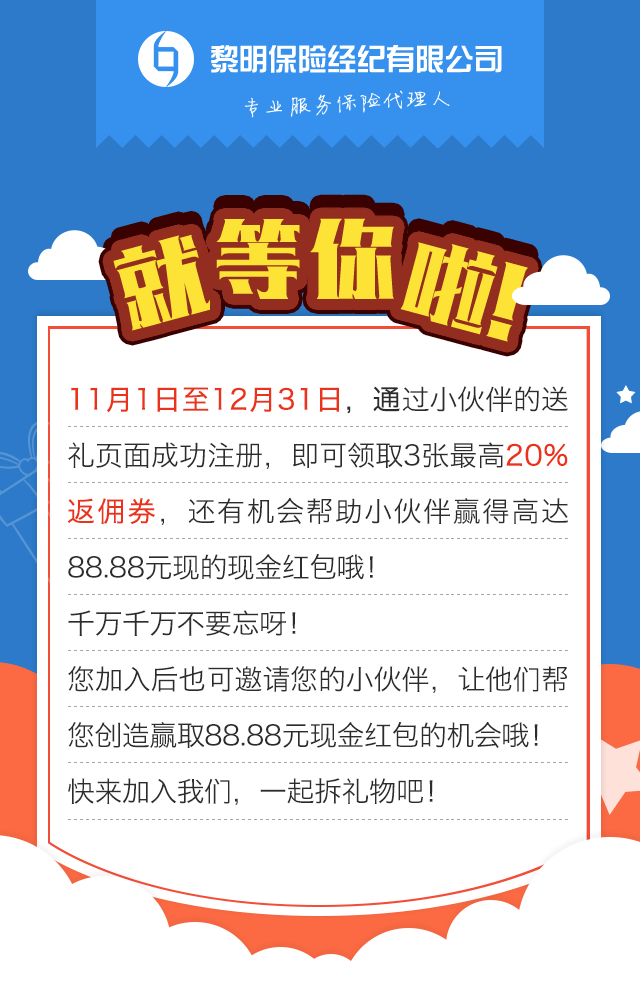 黎明保险经纪有限公司
专业服务保险代理人
就等你啦!
11月1日至12月31日，通过小伙伴的送
礼页面成功注册，即可领取3张最高20%
返佣券，还有机会帮助小伙伴赢得高达
88.88元现的现金红包哦！
千万千万不要忘呀！
您加入后也可邀请您的小伙伴，让他们帮
您创造赢取88.88元现金红包的机会哦！
快来加入我们，一起拆礼物吧！